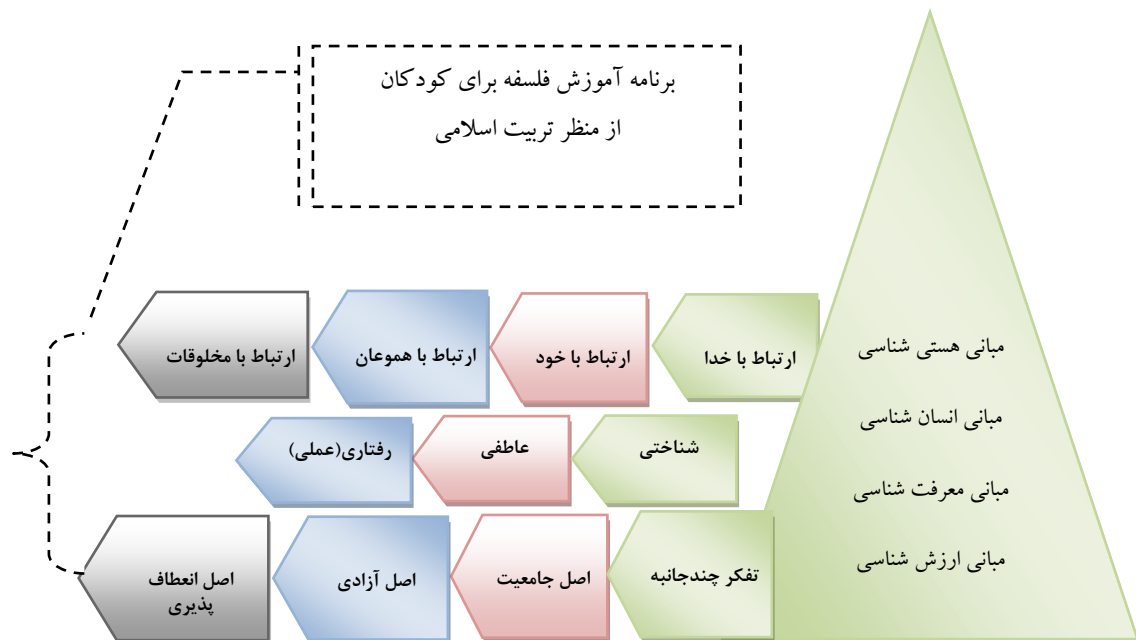 برنامه آموزش فلسفه برای کودکان
از منظر تربیت اسلامی
مبانی هستی شناسی
مبانی انسان شناسی
مبانی معرفت شناسی
مبانی ارزش شناسی
ارتباط با خدا
ارتباط با خود
ارتباط با هموعان
ارتباط با مخلوقات
شناختی
عاطفی
رفتاری(عملی)
تفکر چندجانبه
اصل جامعیت
اصل آزادی
اصل انعطاف
پذیری